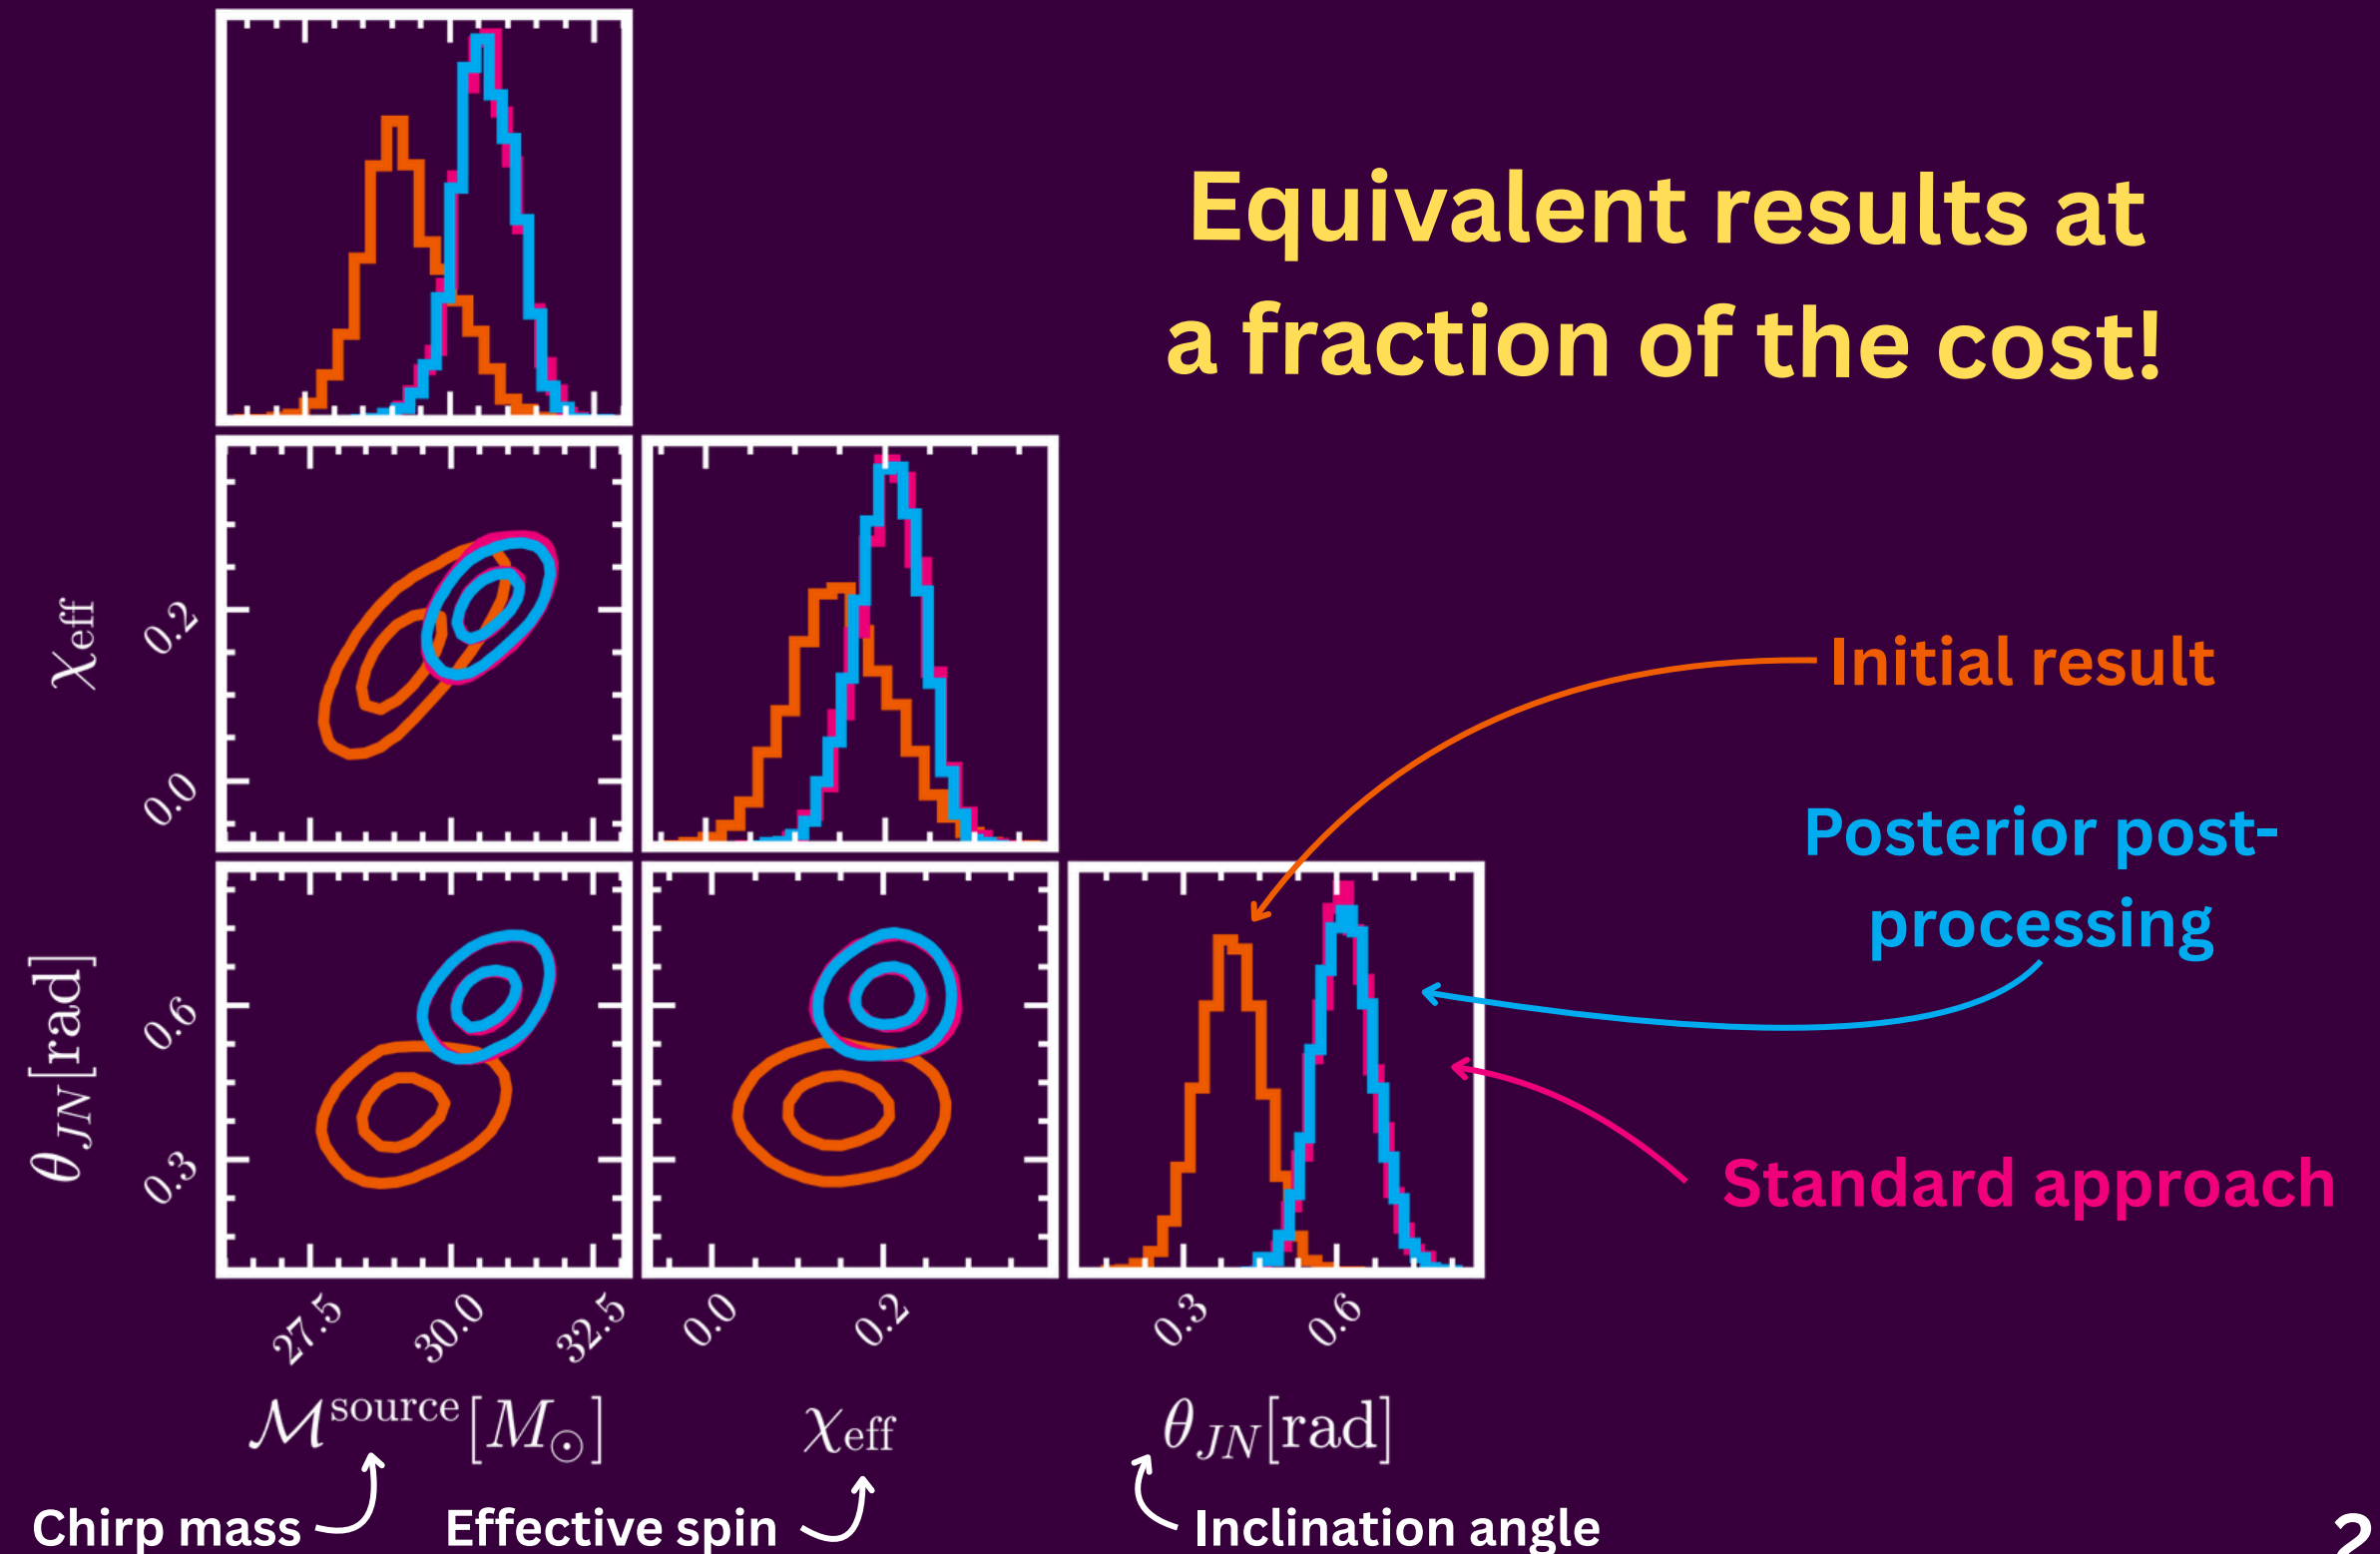 Equivalent results at
a fraction of the cost!
χeff
0.2
0.0
Initial result
Posterior post-
processing
θJN[rad]
0.6
0.3
Standard approach
27.5
30.0
32.5
0.0
0.2
0.3
0.6
ℳsource[M⊙]
χeff
θJN[rad]
Chirp mass
Effective spin
Inclination angle